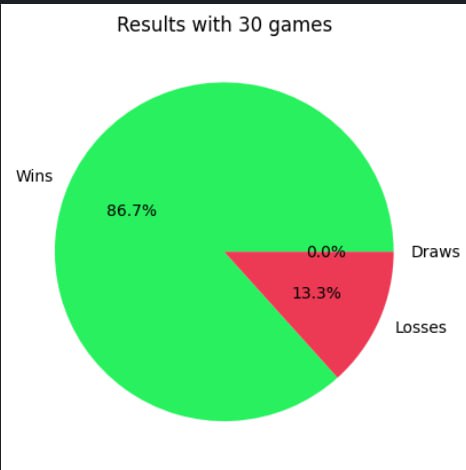 Results with 30 games
Wins
86.7%
0.0%
Draws
13.3%
Losses